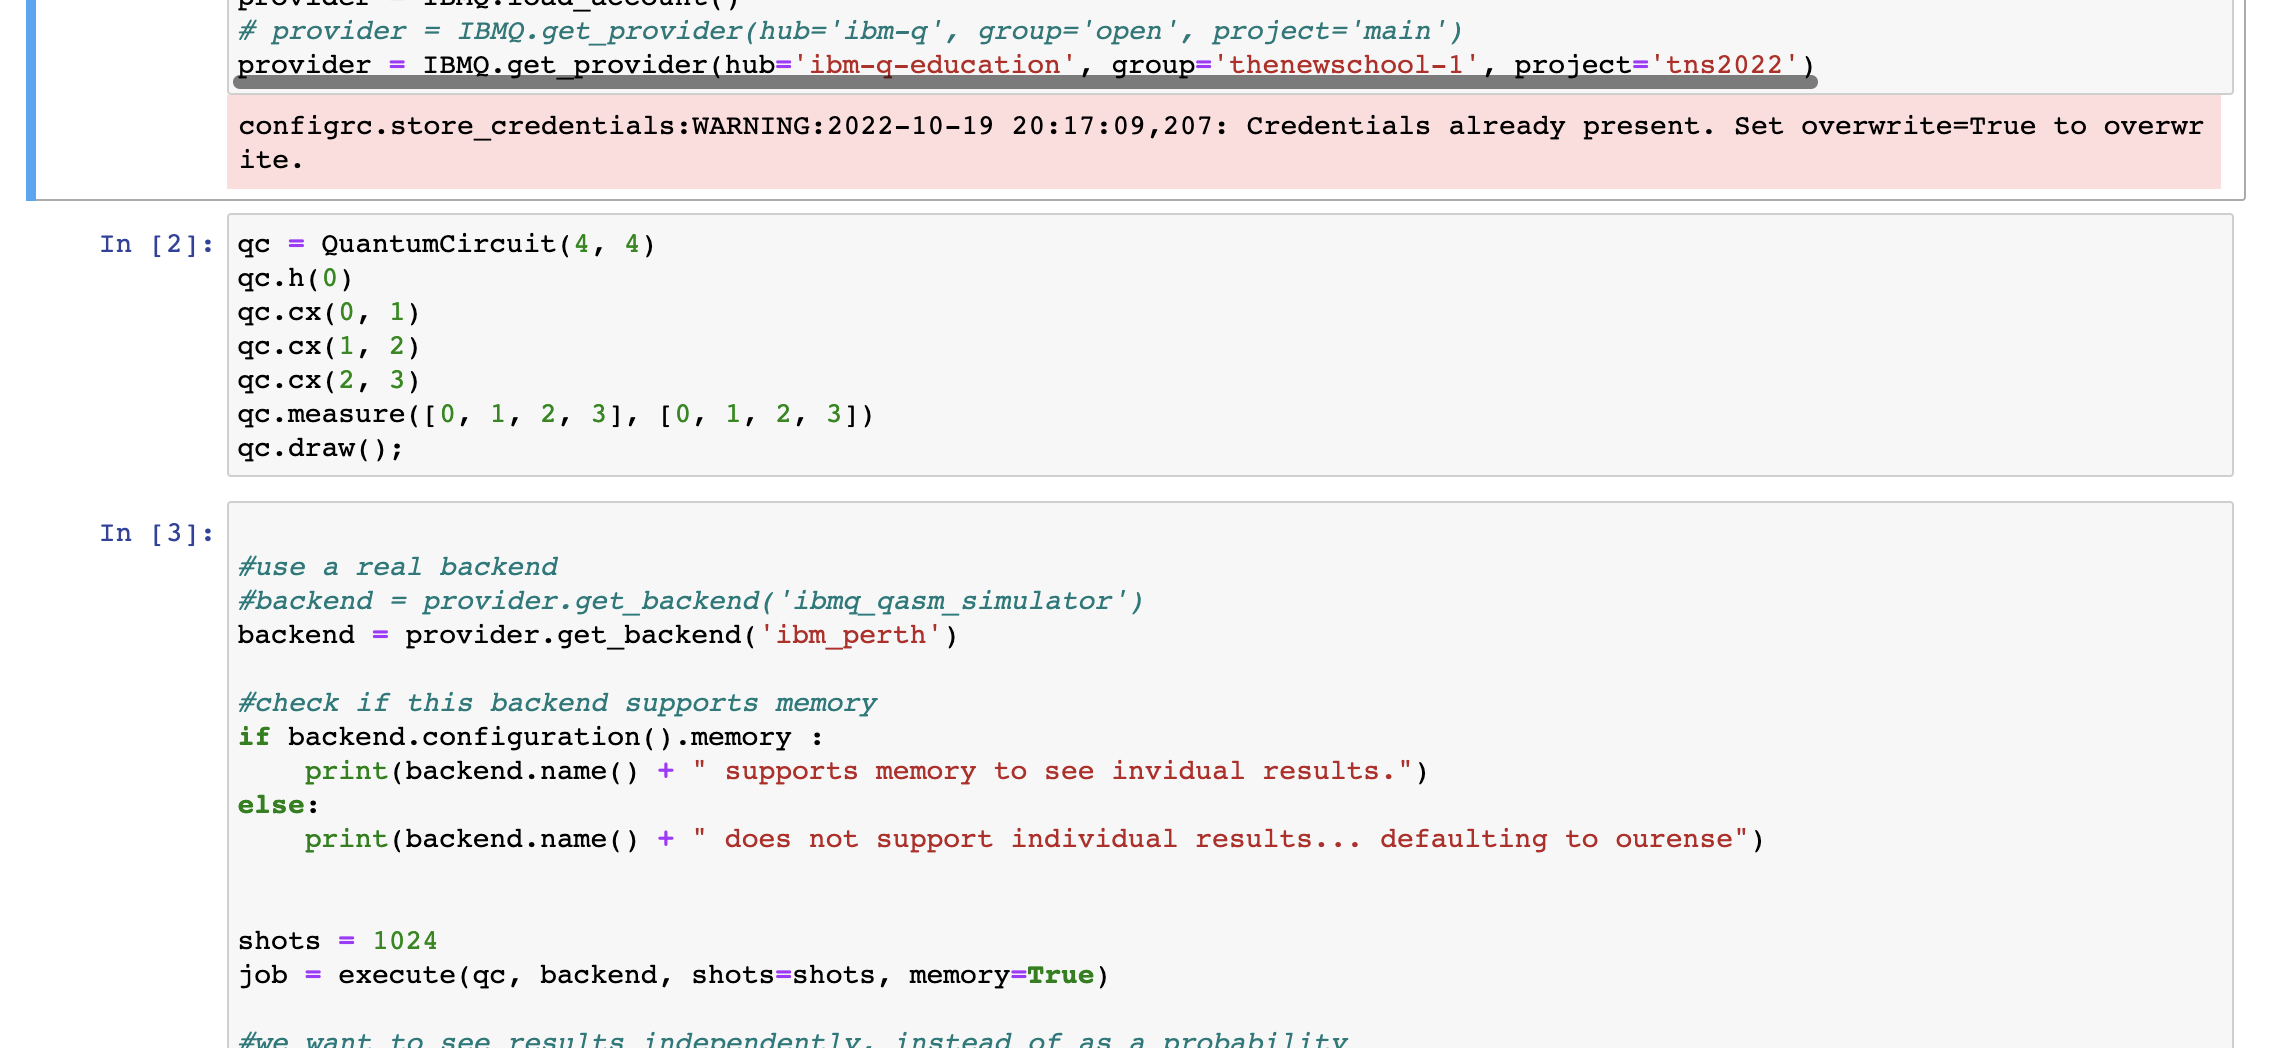 provider = IBMQ.load_account()
# provider = IBMQ.get_provider(hub='ibm-q', group='open', project='main')
provider = IBMQ.get_provider(hub='ibm-q-education', group='thenewschool-1', project='tns2022')
configrc.store_credentials:WARNING:2022-10-19 20:17:09,207: Credentials already present. Set overwrite=True to overwr
ite.
In [2]:
qc = QuantumCircuit(4, 4)
qc.h(0)
qc.cx(0, 1)
qc.cx(1, 2)
qc.cx(2, 3)
qc.measure([0, 1, 2, 3], [0, 1, 2, 3])
qc.draw();
In [3]:
#use a real backend
#backend = provider.get_backend('ibmq_qasm_simulator')
backend = provider.get_backend('ibm_perth')
#check if this backend supports memory
if backend.configuration().memory :
    print(backend.name() + " supports memory to see invidual results.")
else:
    print(backend.name() + " does not support individual results... defaulting to ourense")
shots = 1024
job = execute(qc, backend, shots=shots, memory=True)
#we want to see results independently, instead of as a probability